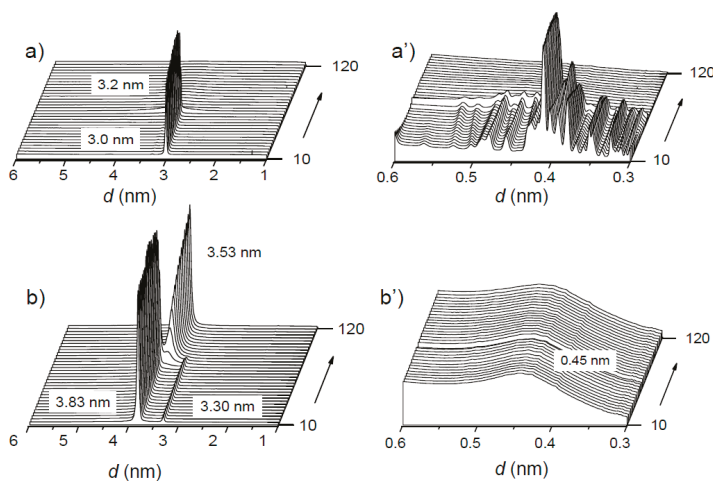 a)
3.2 nm
3.0 nm
120
10
6 5 4 3 2 1
d (nm)
a')
120
10
0.6 0.5 0.4 0.3
d (nm)
b)
3.53 nm
3.83 nm
3.30 nm
120
10
6 5 4 3 2 1
d (nm)
b')
0.45 nm
120
10
0.6 0.5 0.4 0.3
d (nm)